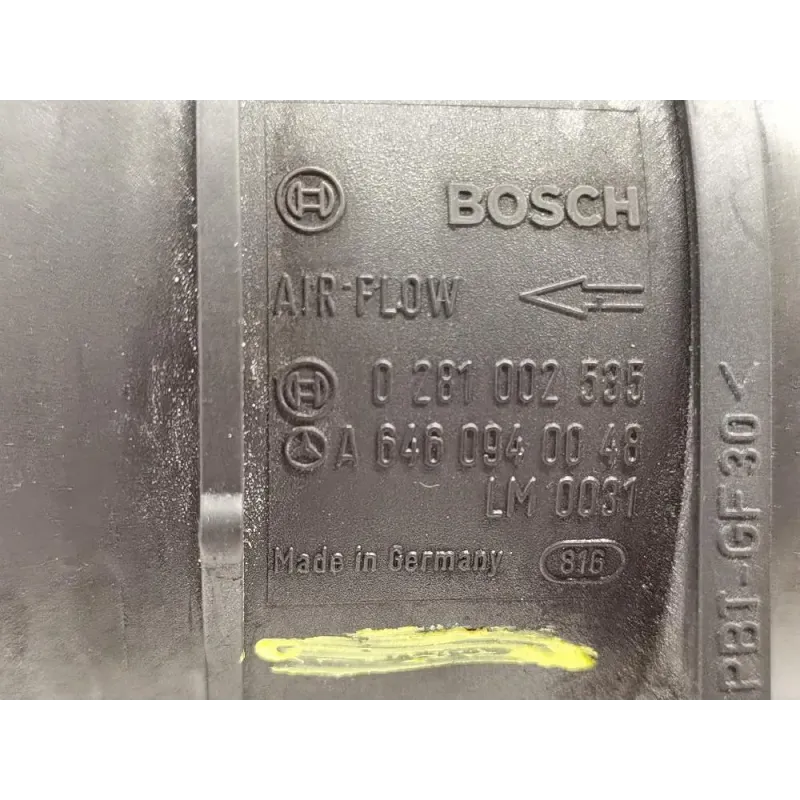 BOSCH
AIR-FLOW
0 281 002 535
A 646 094 00 48
LM 0031
Made in Germany 816
PBT-GF30<